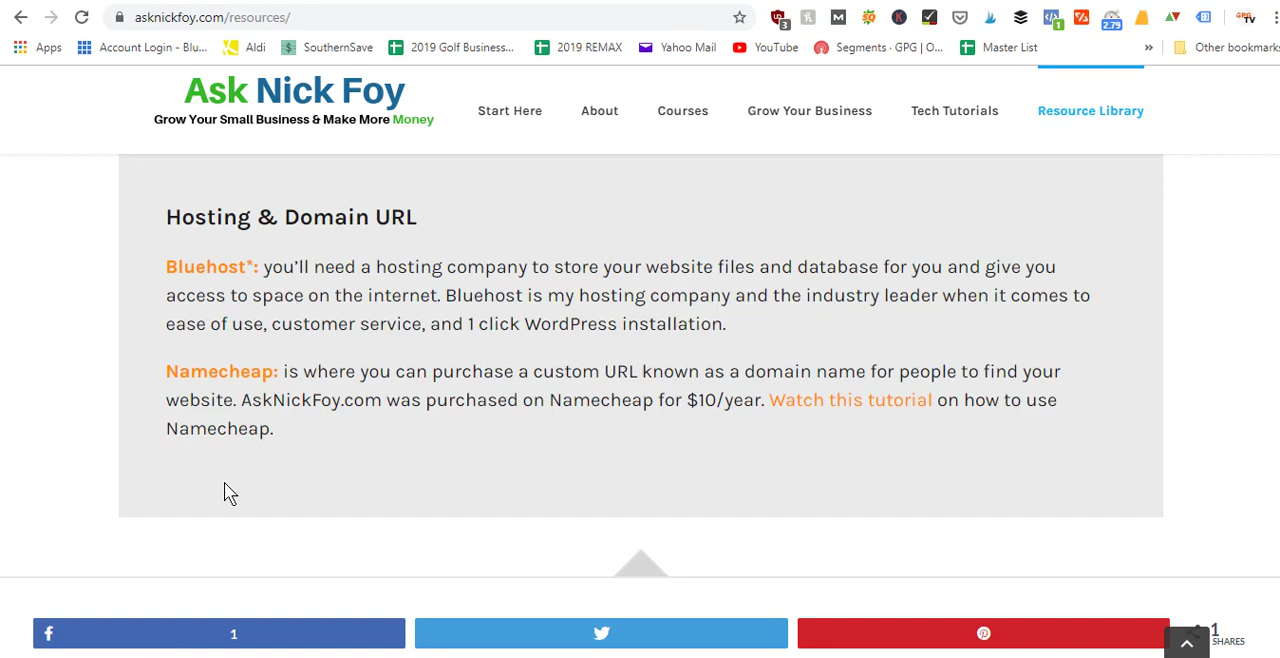 asknickfoy.com/resources/
3
1
2.79
GPG TV
Apps
Account Login - Blu...
Aldi
SouthernSave
2019 Golf Business...
2019 REMAX
Yahoo Mail
YouTube
Segments · GPG | O...
Master List
»
Other bookmarks
Ask Nick Foy
Grow Your Small Business & Make More Money
Start Here
About
Courses
Grow Your Business
Tech Tutorials
Resource Library
Hosting & Domain URL
Bluehost*: you’ll need a hosting company to store your website files and database for you and give you
access to space on the internet. Bluehost is my hosting company and the industry leader when it comes to
ease of use, customer service, and 1 click WordPress installation.
Namecheap: is where you can purchase a custom URL known as a domain name for people to find your
website. AskNickFoy.com was purchased on Namecheap for $10/year. Watch this tutorial on how to use
Namecheap.
1
1
SHARES